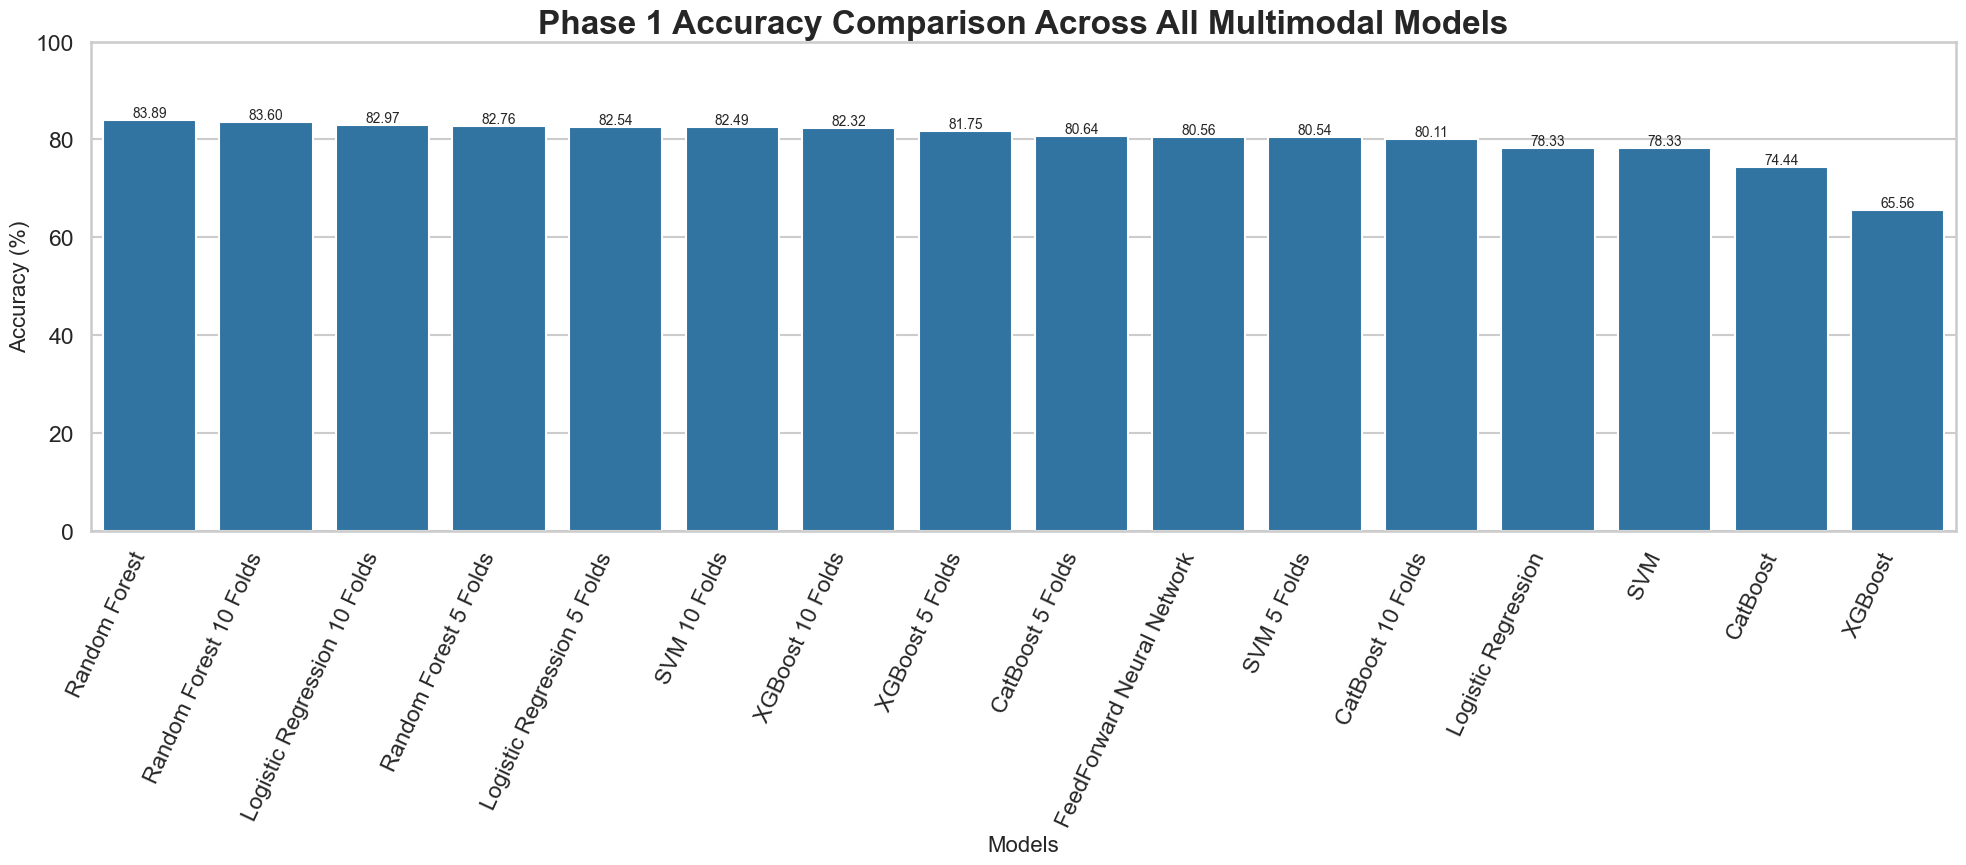 Phase 1 Accuracy Comparison Across All Multimodal Models
Accuracy (%)
100
80
60
40
20
0
83.89
83.60
82.97
82.76
82.54
82.49
82.32
81.75
80.64
80.56
80.54
80.11
78.33
78.33
74.44
65.56
Random Forest
Random Forest 10 Folds
Logistic Regression 10 Folds
Random Forest 5 Folds
Logistic Regression 5 Folds
SVM 10 Folds
XGBoost 10 Folds
XGBoost 5 Folds
CatBoost 5 Folds
FeedForward Neural Network
SVM 5 Folds
CatBoost 10 Folds
Logistic Regression
SVM
CatBoost
XGBoost
Models